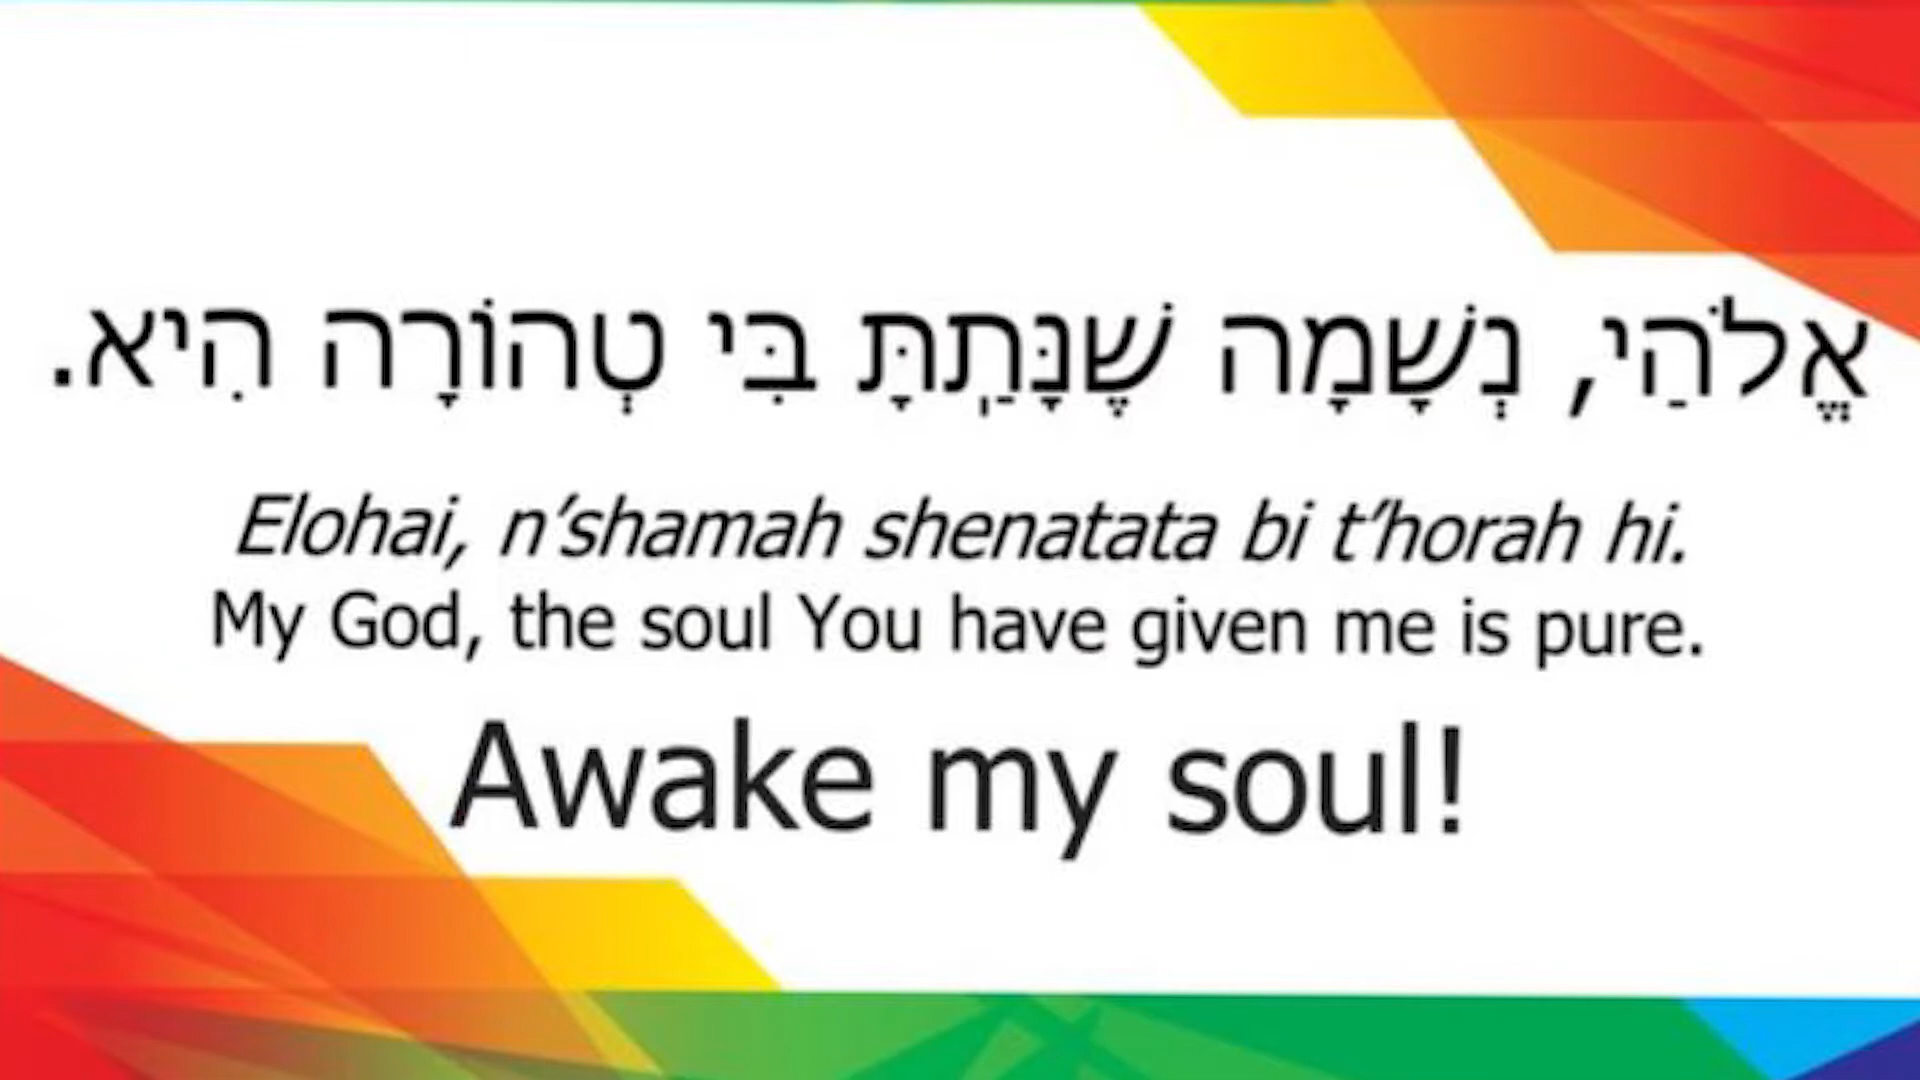 אֱלֹהַי, נְשָׁמָה שֶׁנָּתַֽתָּ בִּי טְהוֹרָה הִיא.
Elohai, n’shamah shenatata bi t’horah hi.
My God, the soul You have given me is pure.
Awake my soul!